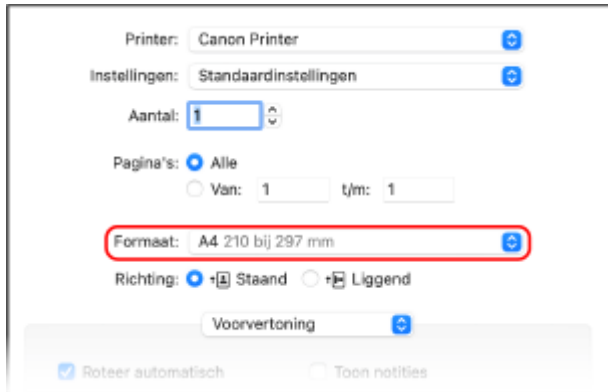 Printer: Canon Printer
Instellingen: Standaardinstellingen
Aantal: 1
Pagina's: Alle
Van: 1 t/m: 1
Formaat: A4 210 bij 297 mm
Richting: Staand Liggend
Voorvertoning
Roteer automatisch Toon notities